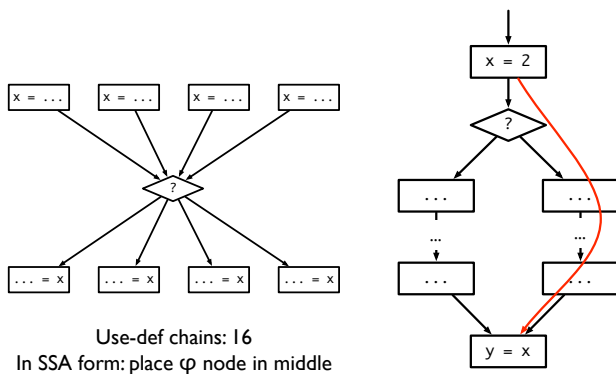 x = ...
x = ...
x = ...
x = ...
?
... = x
... = x
... = x
... = x
Use-def chains: 16
In SSA form: place φ node in middle
x = 2
?
...
...
...
...
...
...
y = x